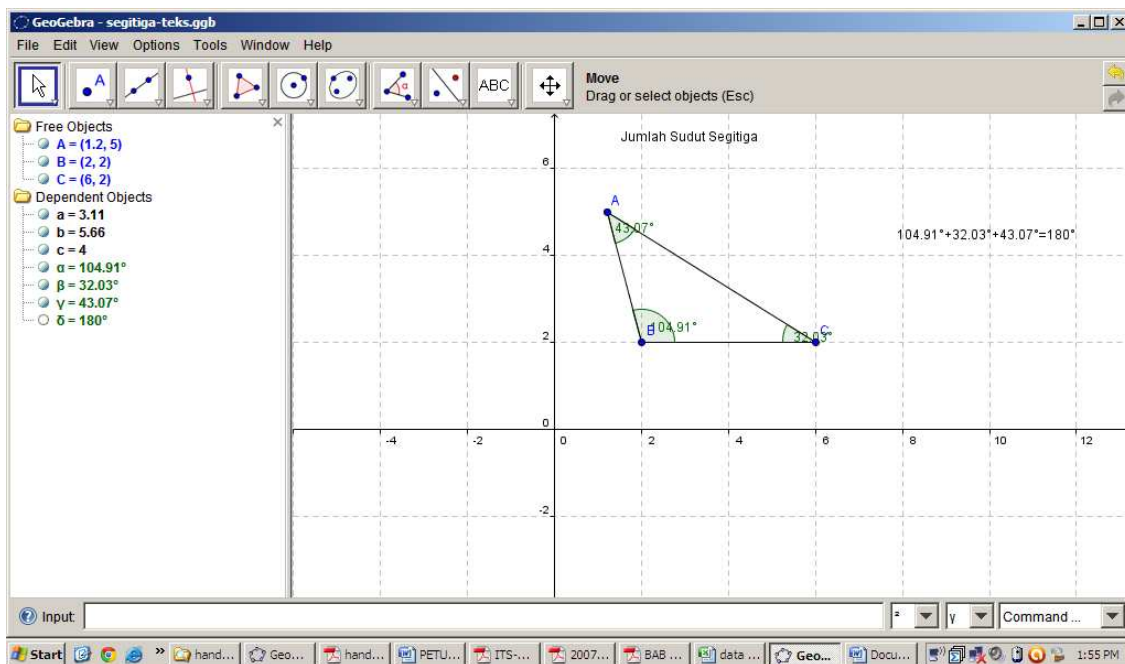 GeoGebra - segitiga-teks.ggb
File Edit View Options Tools Window Help
A
α
ABC
Move
Drag or select objects (Esc)
Free Objects
A = (1.2, 5)
B = (2, 2)
C = (6, 2)
Dependent Objects
a = 3.11
b = 5.66
c = 4
α = 104.91°
β = 32.03°
γ = 43.07°
δ = 180°
Jumlah Sudut Segitiga
6
A
43.07°
4
104.91°+32.03°+43.07°=180°
B
104.91°
C
32.03°
2
0
-4 -2 0 2 4 6 8 10 12
-2
Input:
² γ Command ...
Start » hand... Geo... hand... PETU... ITS-... 2007... BAB ... data ... Geo... Docu... 1:55 PM